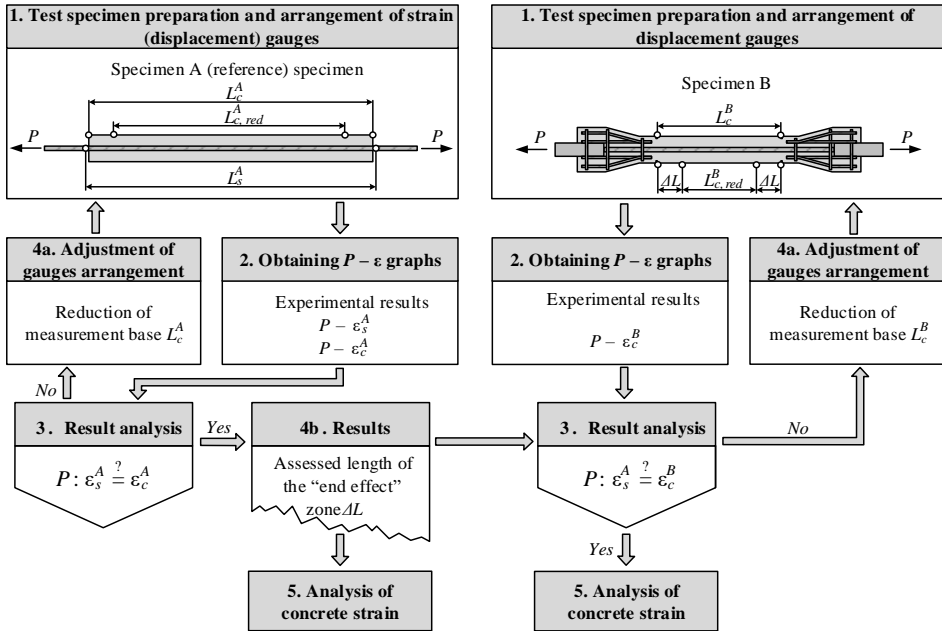 1. Test specimen preparation and arrangement of strain
(displacement) gauges
Specimen A (reference) specimen
L_c^A
L_{c, red}^A
P
P
L_s^A
4a. Adjustment of
gauges arrangement
Reduction of
measurement base L_c^A
2. Obtaining P – ε graphs
Experimental results
P – ε_s^A
P – ε_c^A
No
3. Result analysis
P: ε_s^A ?= ε_c^A
Yes
4b. Results
Assessed length of
the “end effect”
zone ΔL
5. Analysis of
concrete strain
1. Test specimen preparation and arrangement of
displacement gauges
Specimen B
L_c^B
P
P
ΔL
L_{c, red}^B
ΔL
2. Obtaining P – ε graphs
Experimental results
P – ε_c^B
4a. Adjustment of
gauges arrangement
Reduction of
measurement base L_c^B
3. Result analysis
P: ε_s^A ?= ε_c^B
No
Yes
5. Analysis of
concrete strain